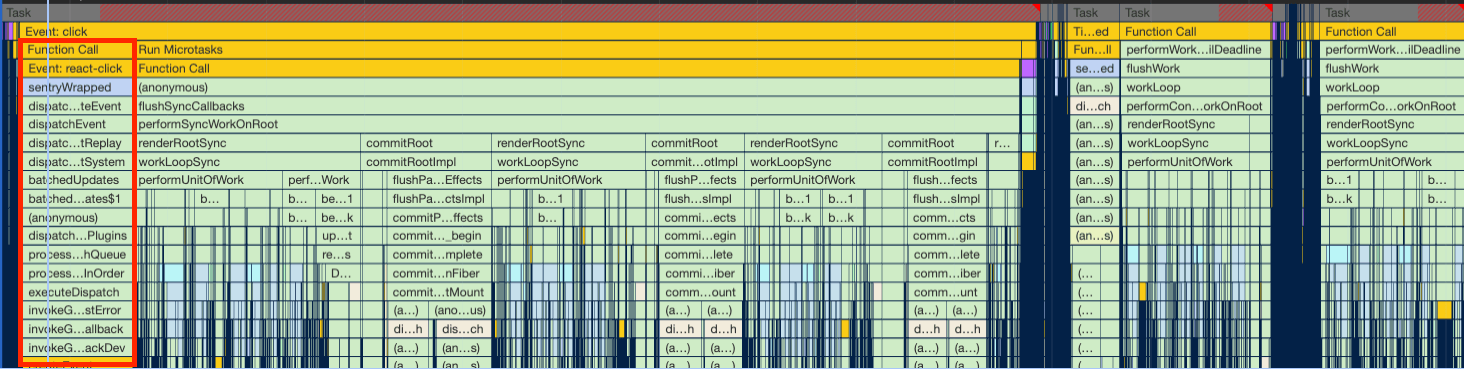 Task Task Task Task
Event: click Ti...ed Function Call Function Call
Function Call Run Microtasks Fun...ll performWork...ilDeadline performWork...ilDeadline
Event: react-click Function Call se...ed flushWork flushWork
sentryWrapped (anonymous) (an...s) workLoop workLoop
dispatc...teEvent flushSyncCallbacks di...ch performCon...orkOnRoot performCo...orkOnRoot
dispatchEvent performSyncWorkOnRoot (an...s) renderRootSync renderRootSync
dispatc...tReplay renderRootSync commitRoot renderRootSync commitRoot renderRootSync commitRoot r... (an...s) workLoopSync workLoopSync
dispatc...tSystem workLoopSync commitRootImpl workLoopSync commit...otImpl workLoopSync commitRootImpl (an...s) performUnitOfWork performUnitOfWork
batchedUpdates performUnitOfWork perf...Work flushPa...Effects performUnitOfWork flushP...fects performUnitOfWork flush...fects (an...s) b...1 b...
batched...ates$1 b... b... be...1 flushPa...ctsImpl b...1 flush...sImpl b...1 b...1 flush...sImpl (an...s) b...k b...
(anonymous) b... be...k commitP...ffects commi...ects b...k b...k comm...cts (an...s)
dispatch...Plugins up...t commit..._begin commi...egin comm...gin (an...s)
process...hQueue re...s commit...mplete commi...lete comm...lete
process...InOrder D... commit...nFiber commi...iber comm...iber (...
executeDispatch commit...tMount comm...ount comm...unt (...
invokeG...stError (a...) (ano...us) (a...) (a...) (a...) (a...) (...
invokeG...allback di...h dis...ch di...h d...h d...h d...h (...
invokeG...ackDev (a...) (an...s) (a...) (a...) (a...) (a...) (...